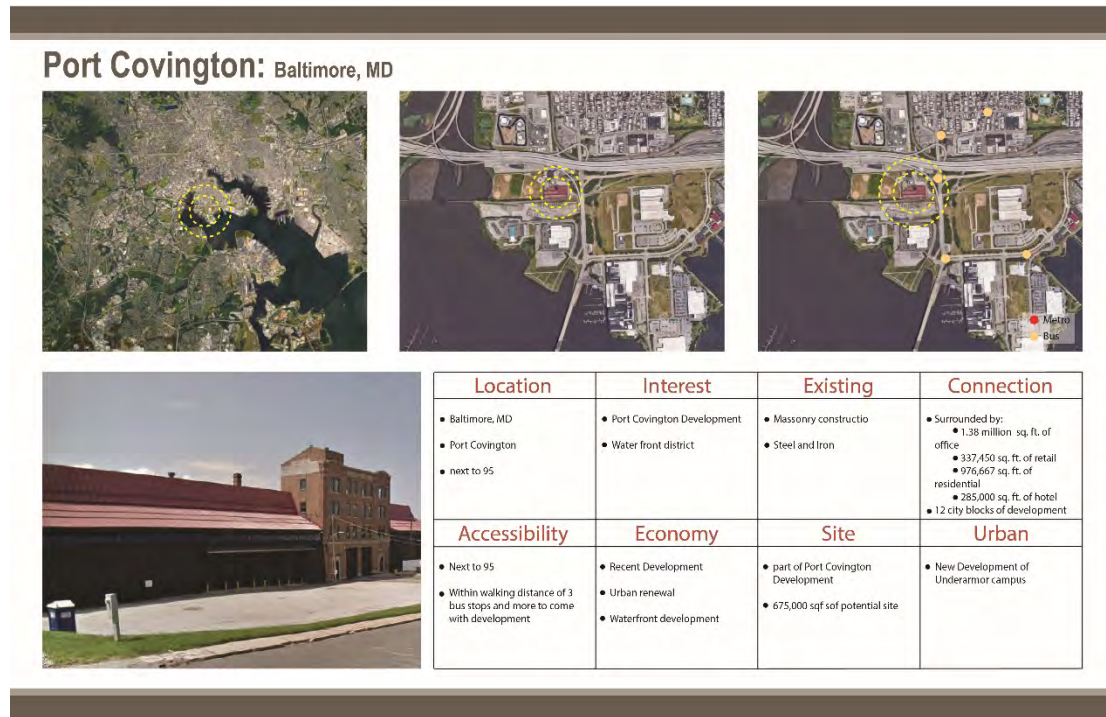 Port Covington: Baltimore, MD
Metro
Bus
Location
Interest
Existing
Connection
● Baltimore, MD
● Port Covington
● next to 95
● Port Covington Development
● Water front district
● Massonry constructio
● Steel and Iron
● Surrounded by:
● 1.38 million sq. ft. of
office
● 337,450 sq. ft. of retail
● 976,667 sq. ft. of
residential
● 285,000 sq. ft. of hotel
● 12 city blocks of development
Accessibility
Economy
Site
Urban
● Next to 95
● Within walking distance of 3
bus stops and more to come
with development
● Recent Development
● Urban renewal
● Waterfront development
● part of Port Covington
Development
● 675,000 sqf sof potential site
● New Development of
Underarmor campus